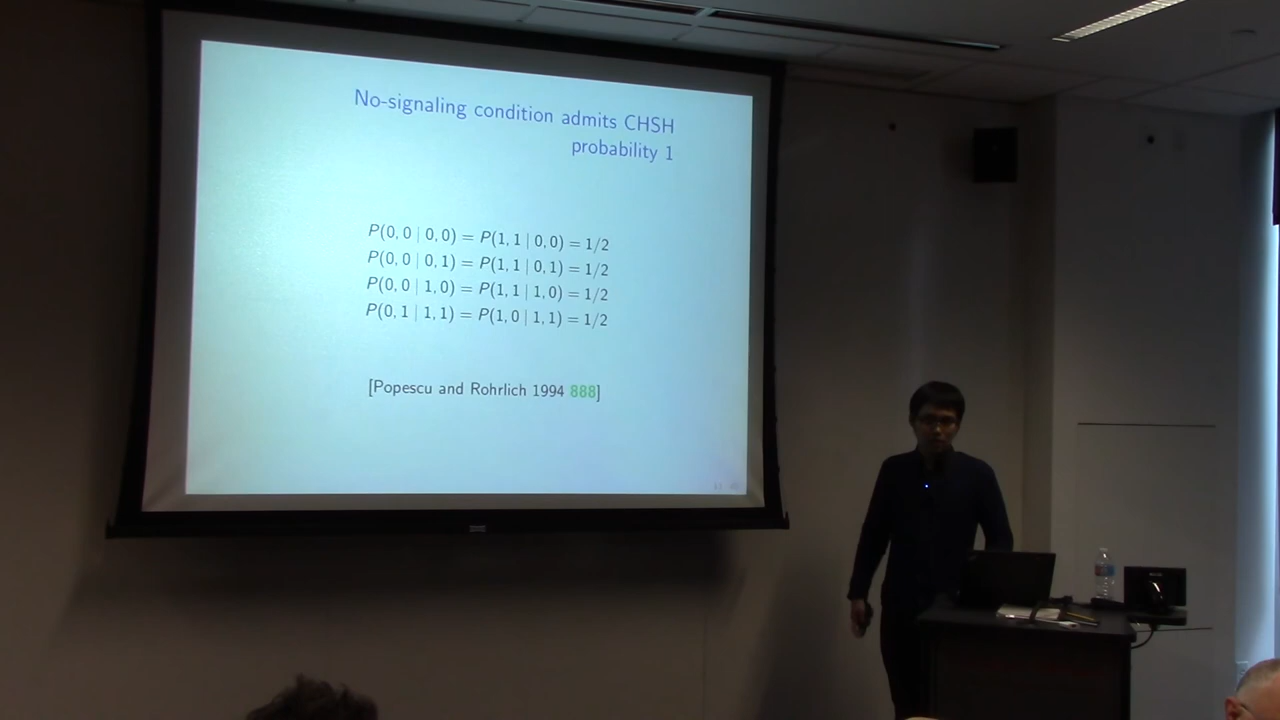 No-signaling condition admits CHSH
probability 1
P(0, 0 | 0, 0) = P(1, 1 | 0, 0) = 1/2
P(0, 0 | 0, 1) = P(1, 1 | 0, 1) = 1/2
P(0, 0 | 1, 0) = P(1, 1 | 1, 0) = 1/2
P(0, 1 | 1, 1) = P(1, 0 | 1, 1) = 1/2
[Popescu and Rohrlich 1994 888]